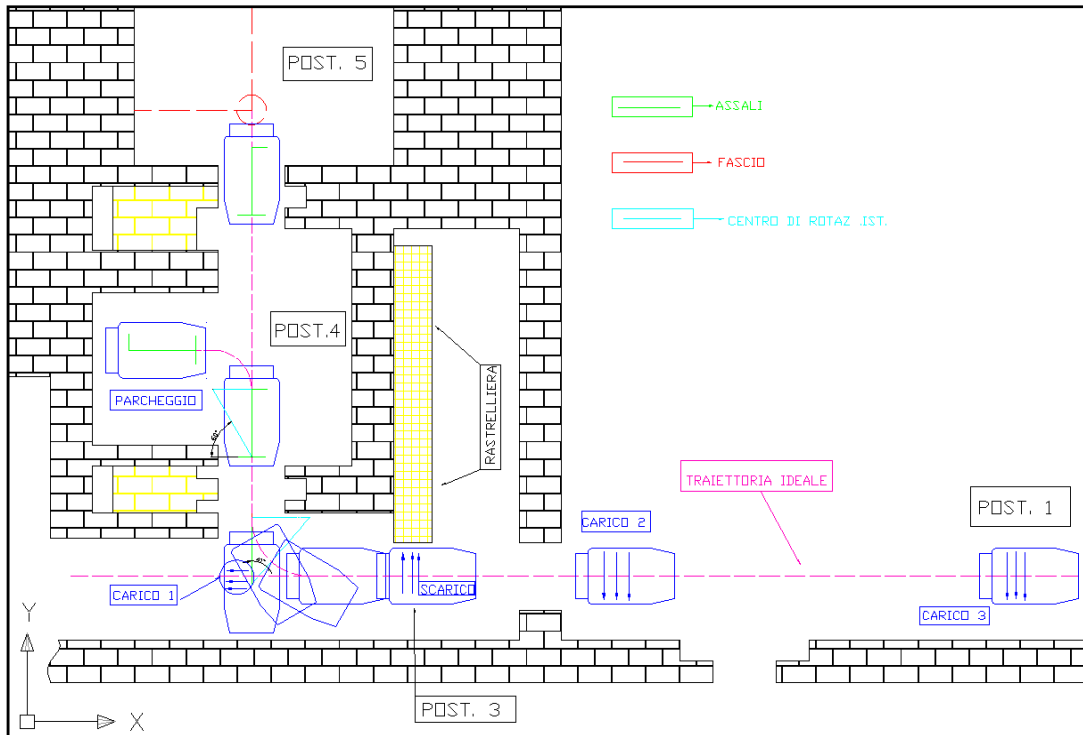 POST. 5
ASSALI
FASCIO
CENTRO DI ROTAZ .IST.
POST.4
PARCHEGGIO
60°
RASTRELLIERA
TRAIETTORIA IDEALE
POST. 1
CARICO 2
CARICO 1
SCARICO
CARICO 3
POST. 3
Y
X